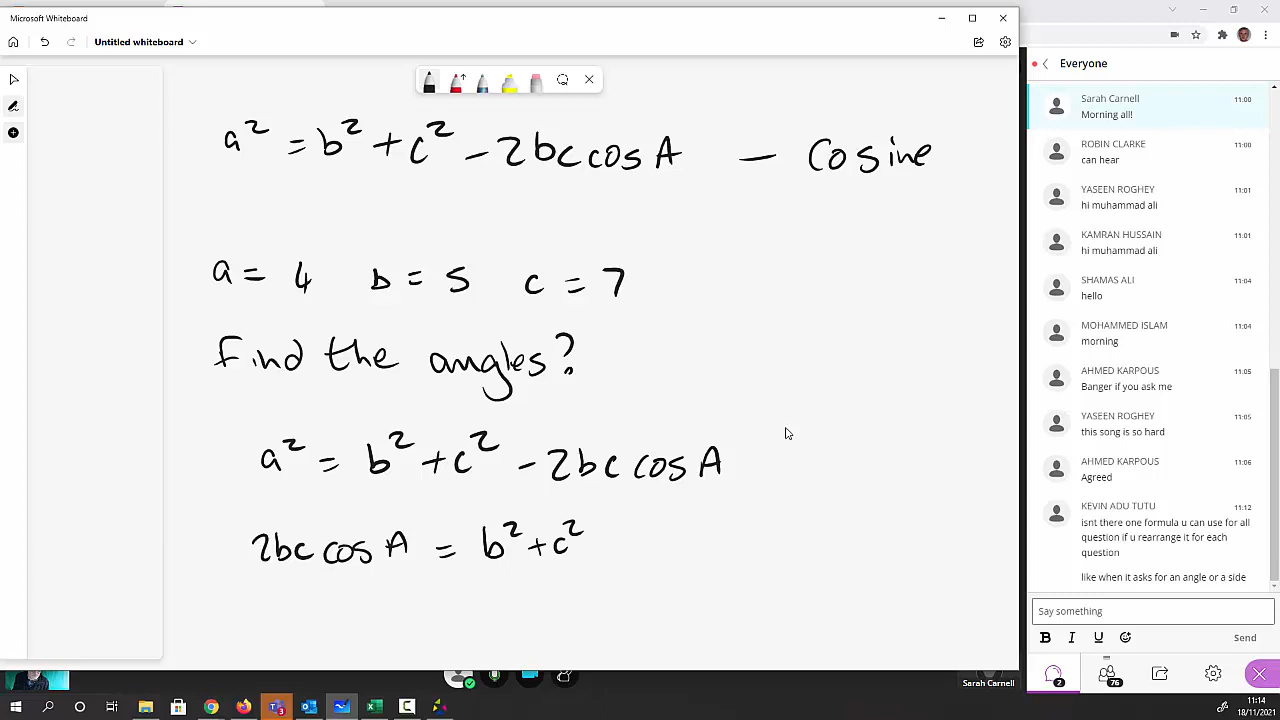 Microsoft Whiteboard
Untitled whiteboard
a² = b² + c² - 2bc cos A - Cosine
a = 4 b = 5 c = 7
Find the angles?
a² = b² + c² - 2bc cos A
2bc cos A = b² + c²
Everyone
Sarah Carnell 11:00
Morning all!
ROBIN CLARKE 11:00
can hear
YASEEN ROGHEY 11:01
hi muhammad ali
KAMRAN HUSSAIN 11:01
hi muhammad ali
SHAMAS ALI 11:04
hello
MOHAMMED ISLAM 11:04
morning
AHMED KARPOUS 11:05
Banger if you ask me
YASEEN ROGHEY 11:05
this song is so hard
AHMED KARPOUS 11:06
Agreed
KEVIN ADU TUTU 11:12
isnt there one formula u can use for all
question if u rearrange it for each
question
like when it asks for an angle or a side
Say something
B I U Send
2 76
Sarah Carnell
3
11:14
18/11/2021